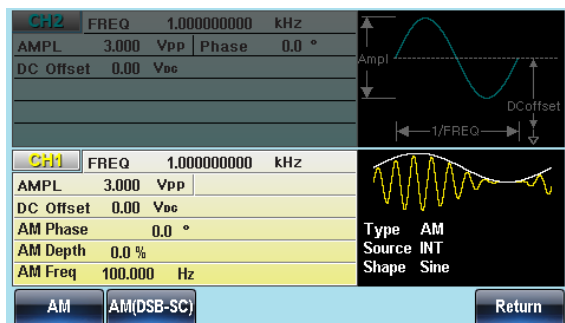 CH2 FREQ 1.000000000 kHz
AMPL 3.000 Vpp Phase 0.0 °
DC Offset 0.00 VDC
Ampl
DCoffset
1/FREQ
CH1 FREQ 1.000000000 kHz
AMPL 3.000 Vpp
DC Offset 0.00 VDC
AM Phase 0.0 °
AM Depth 0.0 %
AM Freq 100.000 Hz
Type AM
Source INT
Shape Sine
AM AM(DSB-SC) Return